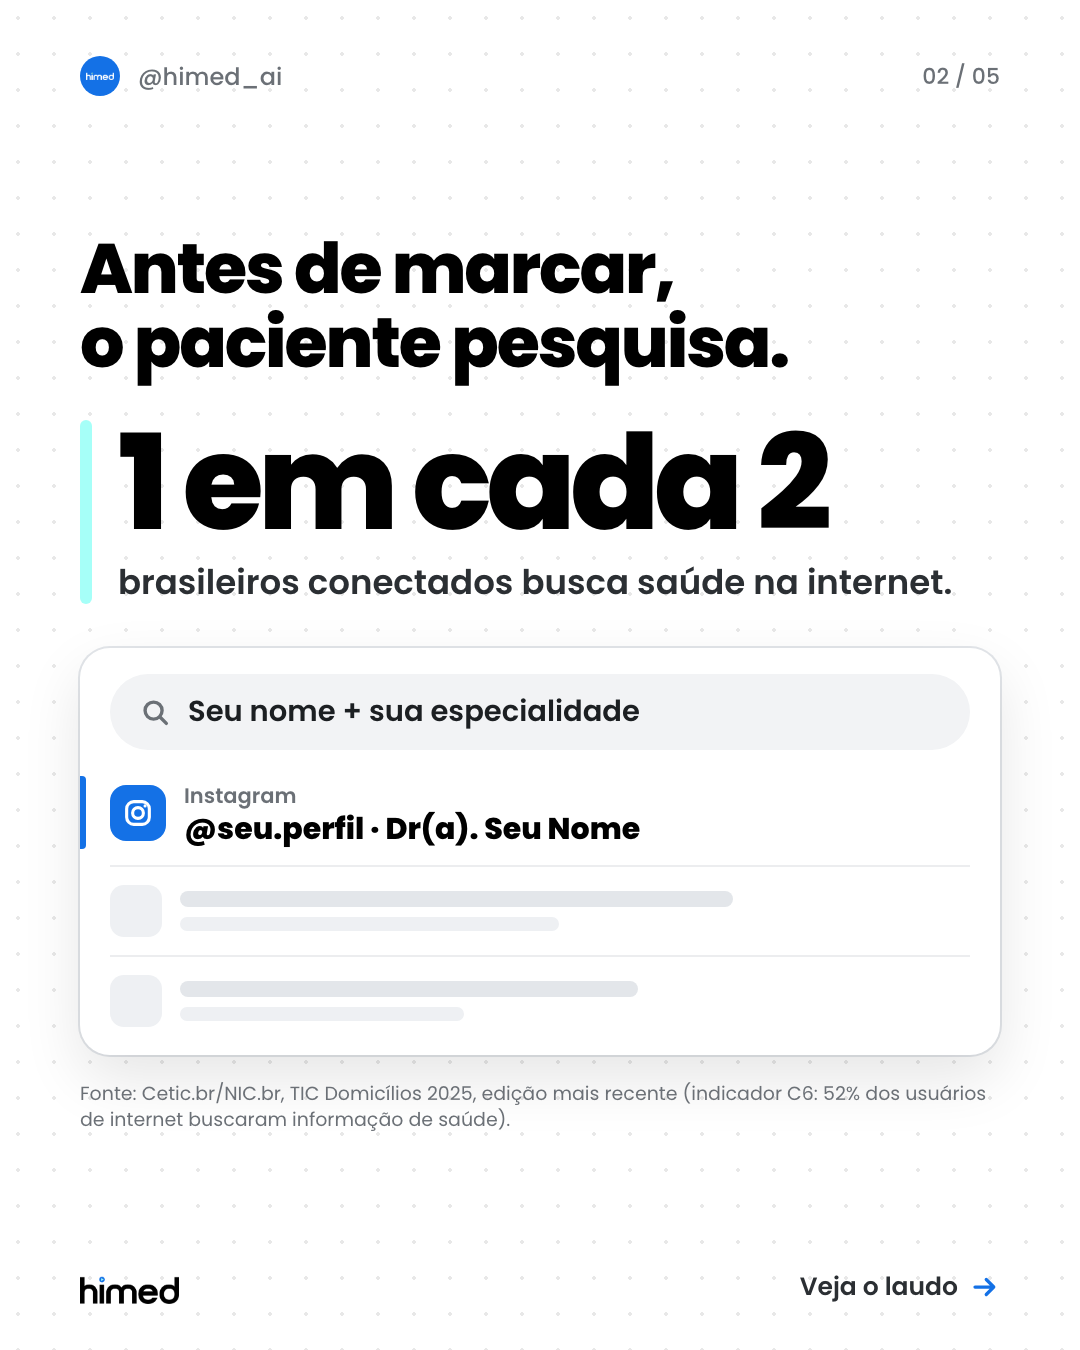 himed
@himed_ai
02 / 05
Antes de marcar,
o paciente pesquisa.
1 em cada 2
brasileiros conectados busca saúde na internet.
Seu nome + sua especialidade
Instagram
@seu.perfil · Dr(a). Seu Nome
Fonte: Cetic.br/NIC.br, TIC Domicílios 2025, edição mais recente (indicador C6: 52% dos usuários
de internet buscaram informação de saúde).
himed
Veja o laudo →